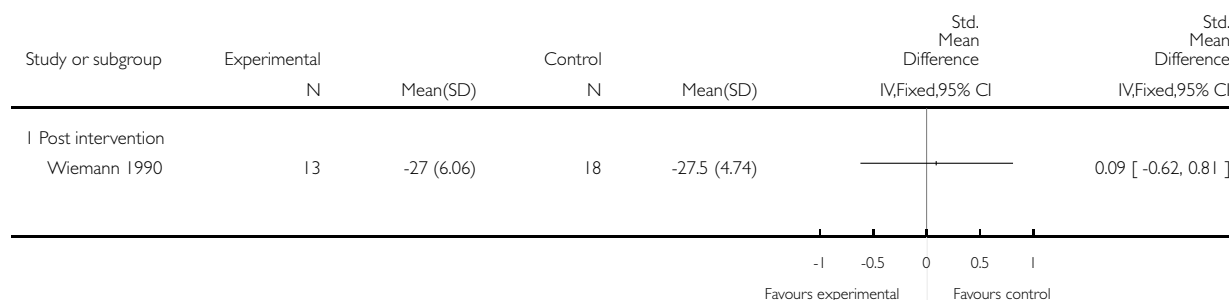 Std. Std.
Mean Mean
Study or subgroup Experimental Control Difference Difference
N Mean(SD) N Mean(SD) IV,Fixed,95% CI IV,Fixed,95% CI
1 Post intervention
Wiemann 1990 13 -27 (6.06) 18 -27.5 (4.74) 0.09 [ -0.62, 0.81 ]
-1 -0.5 0 0.5 1
Favours experimental Favours control